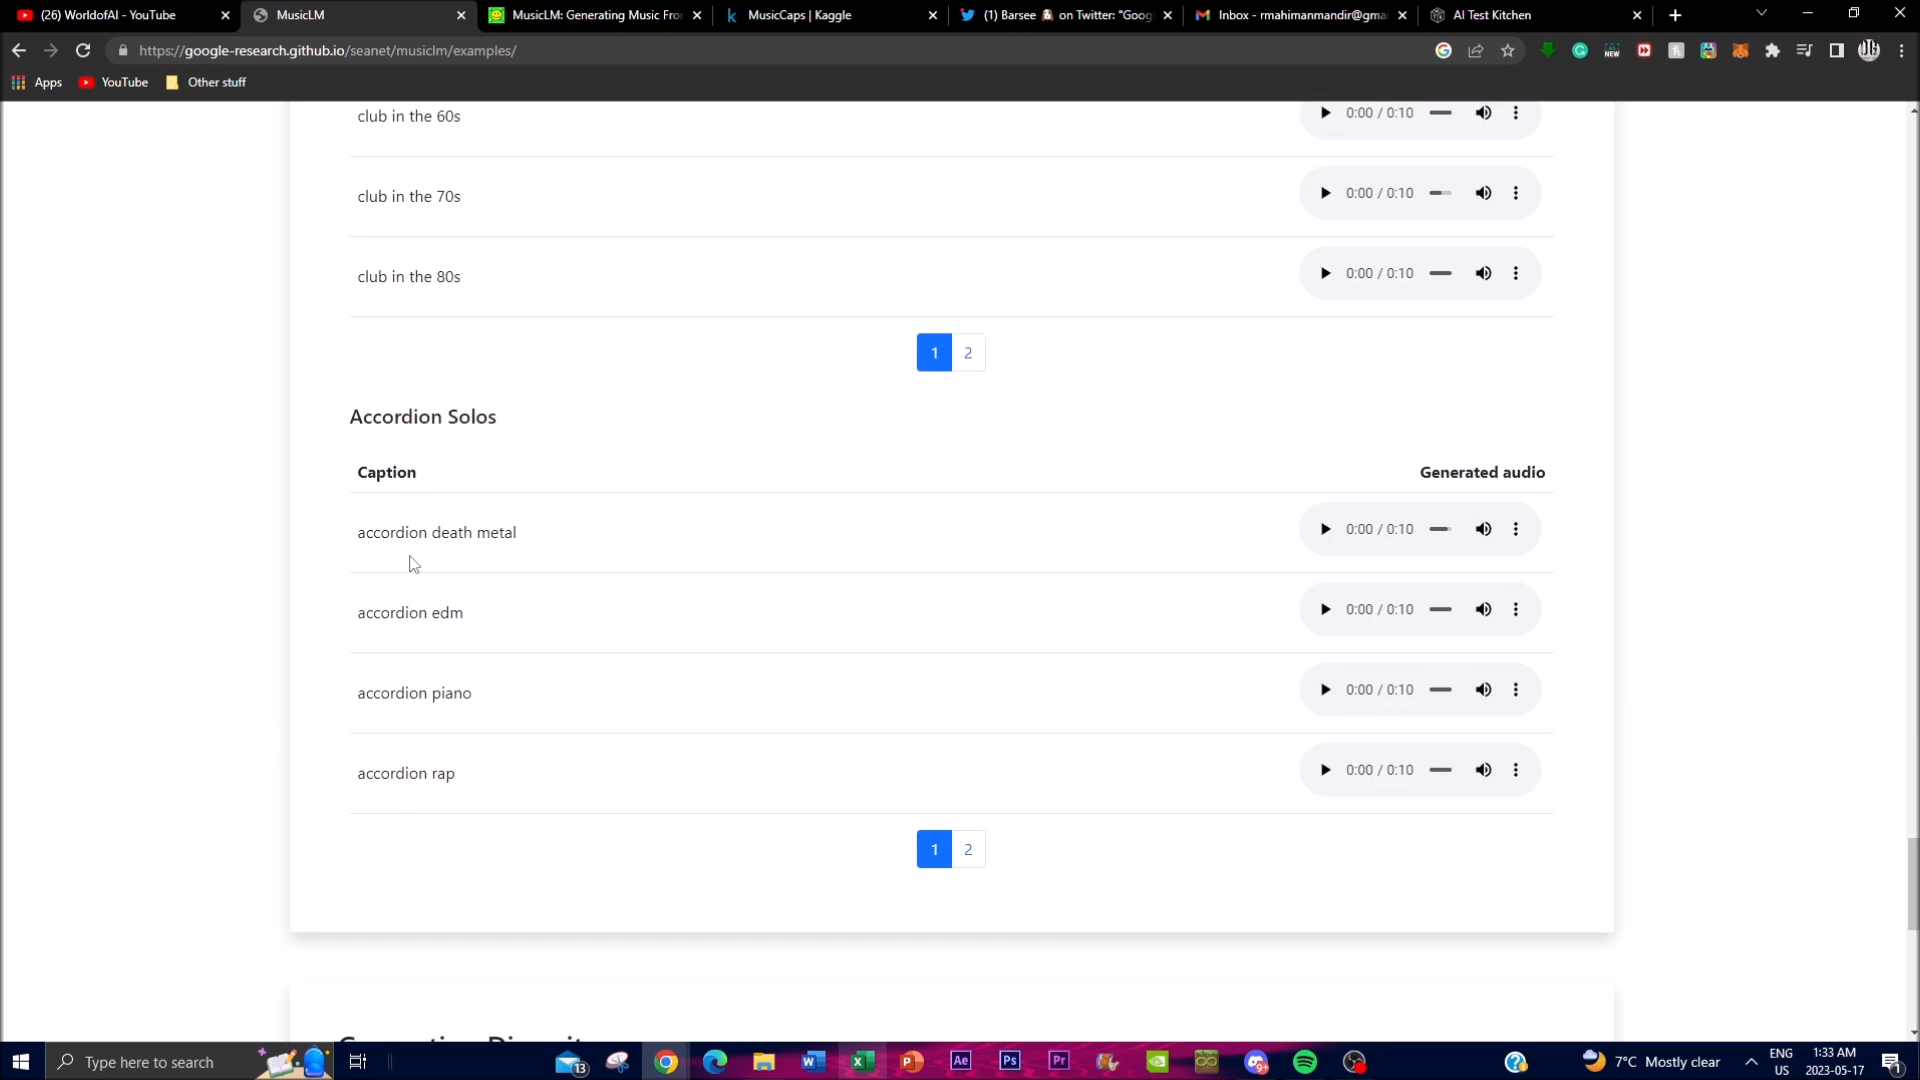 (26) WorldofAI - YouTube
MusicLM
MusicLM: Generating Music Fror
MusicCaps | Kaggle
(1) Barsee on Twitter: "Goog
Inbox - rmahimanmandir@gmai
AI Test Kitchen
https://google-research.github.io/seanet/musiclm/examples/
Apps
YouTube
Other stuff
club in the 60s
0:00 / 0:10
club in the 70s
0:00 / 0:10
club in the 80s
0:00 / 0:10
1 2
Accordion Solos
Caption
Generated audio
accordion death metal
0:00 / 0:10
accordion edm
0:00 / 0:10
accordion piano
0:00 / 0:10
accordion rap
0:00 / 0:10
1 2
Type here to search
13
7°C Mostly clear
ENG
US
1:33 AM
2023-05-17